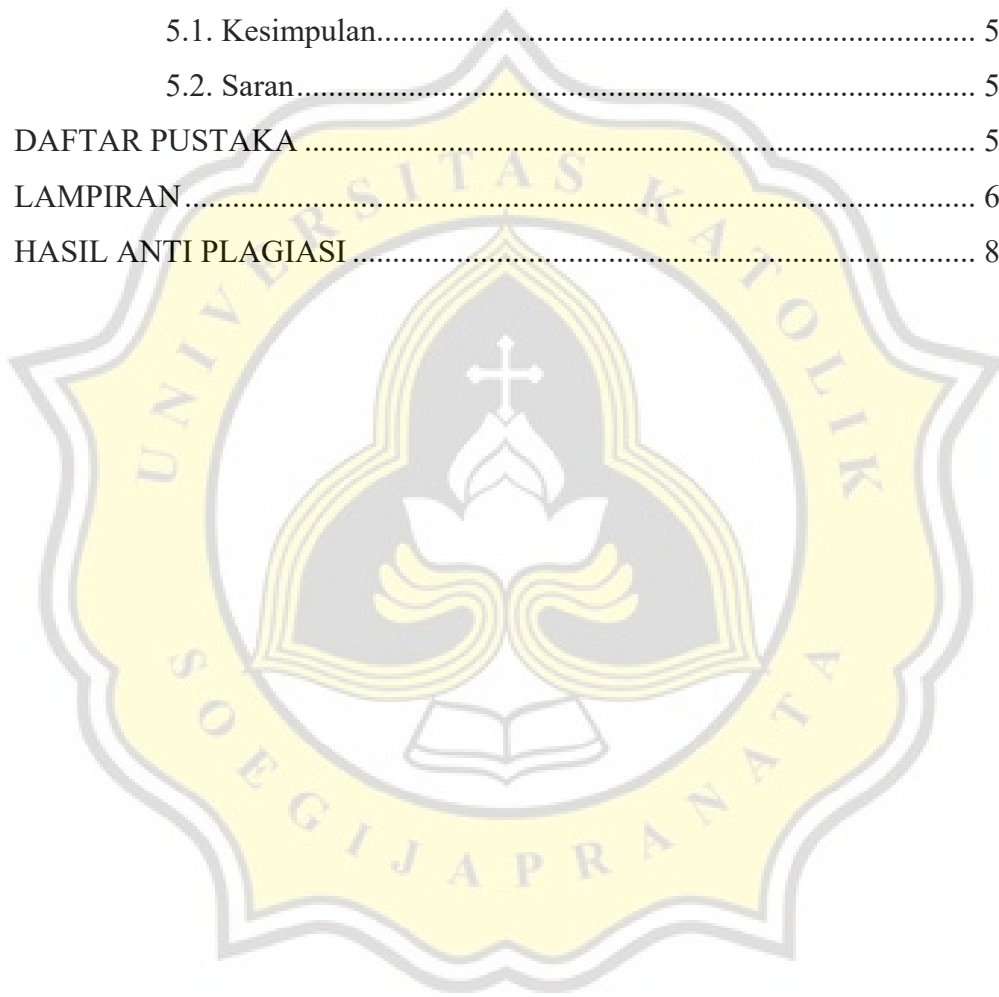 5.1. Kesimpulan.......................................................................... 5
5.2. Saran.................................................................................... 5
DAFTAR PUSTAKA ................................................................................... 5
LAMPIRAN.................................................................................................. 6
HASIL ANTI PLAGIASI ............................................................................. 8
UNIVERSITAS KATOLIK
SOEGIJAPRANATA